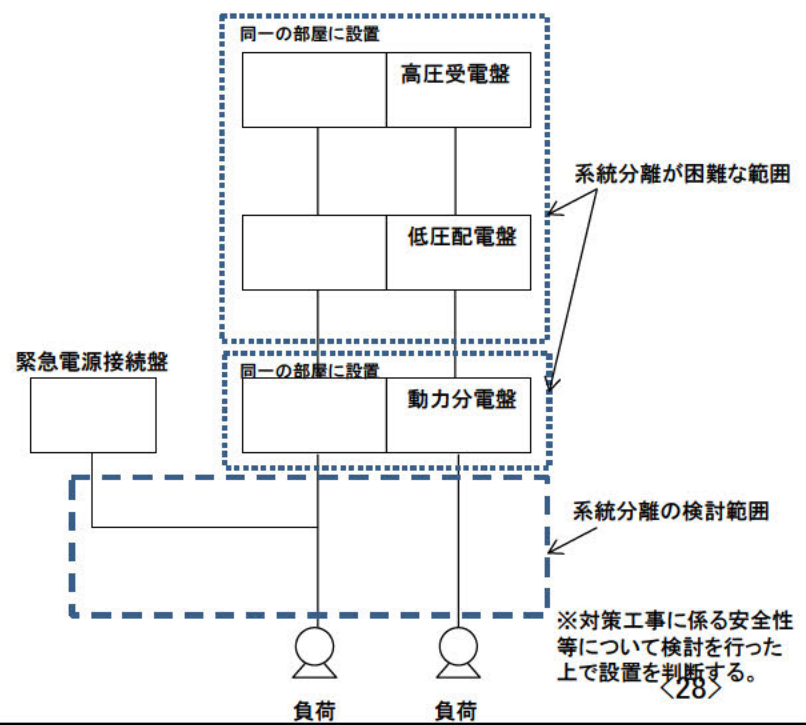 同一の部屋に設置
高圧受電盤
系統分離が困難な範囲
低圧配電盤
緊急電源接続盤
同一の部屋に設置
動力分電盤
系統分離の検討範囲
※対策工事に係る安全性
等について検討を行った
上で設置を判断する。
<28>
負荷
負荷